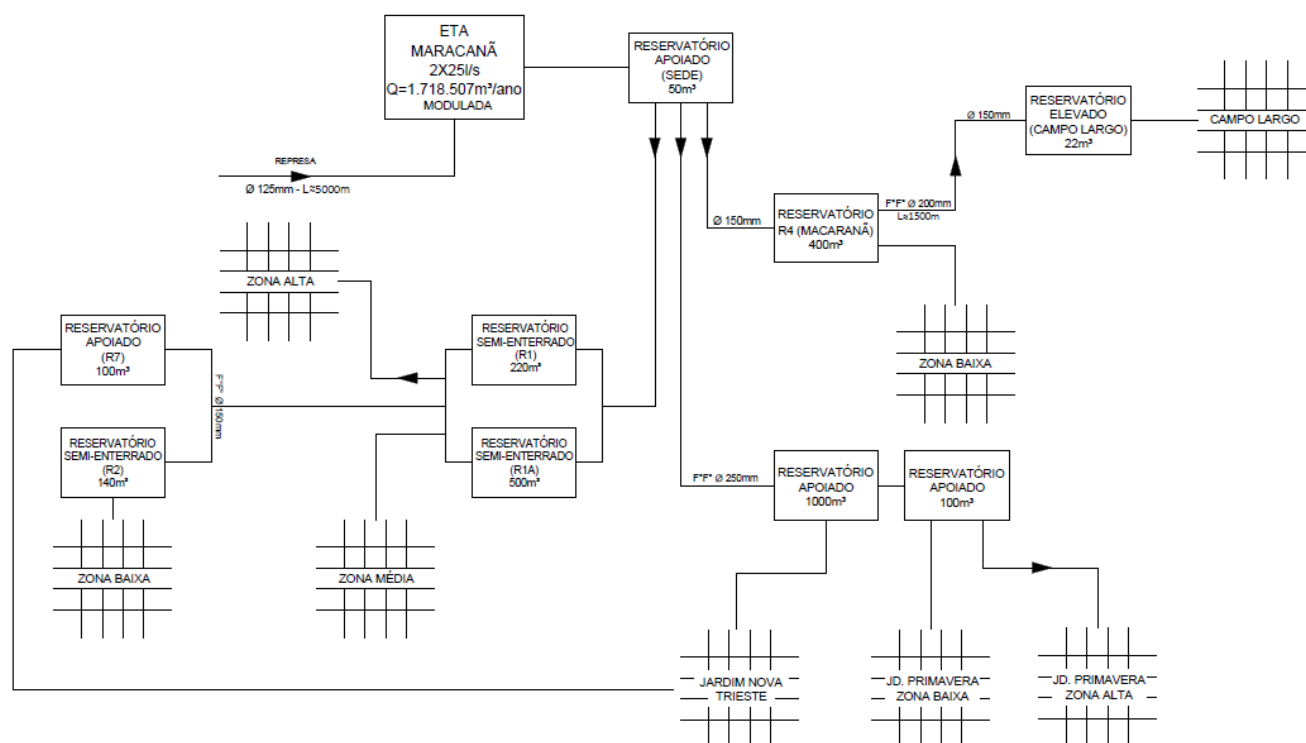 ETA
MARACANÃ
2X25l/s
Q=1.718.507m³/ano
MODULADA
RESERVATÓRIO
APOIADO
(SEDE)
50m³
RESERVATÓRIO
ELEVADO
(CAMPO LARGO)
22m³
Ø 150mm
CAMPO LARGO
REPRESA
Ø 125mm - L≈5000m
Ø 150mm
RESERVATÓRIO
R4 (MACARANÃ)
400m³
F"F" Ø 200mm
L≈1500m
ZONA ALTA
RESERVATÓRIO
APOIADO
(R7)
100m³
RESERVATÓRIO
SEMI-ENTERRADO
(R1)
220m³
ZONA BAIXA
F"F" Ø 150mm
RESERVATÓRIO
SEMI-ENTERRADO
(R2)
140m³
RESERVATÓRIO
SEMI-ENTERRADO
(R1A)
500m³
F"F" Ø 250mm
RESERVATÓRIO
APOIADO
1000m³
RESERVATÓRIO
APOIADO
100m³
ZONA BAIXA
ZONA MÉDIA
JARDIM NOVA
TRIESTE
JD. PRIMAVERA
ZONA BAIXA
JD. PRIMAVERA
ZONA ALTA